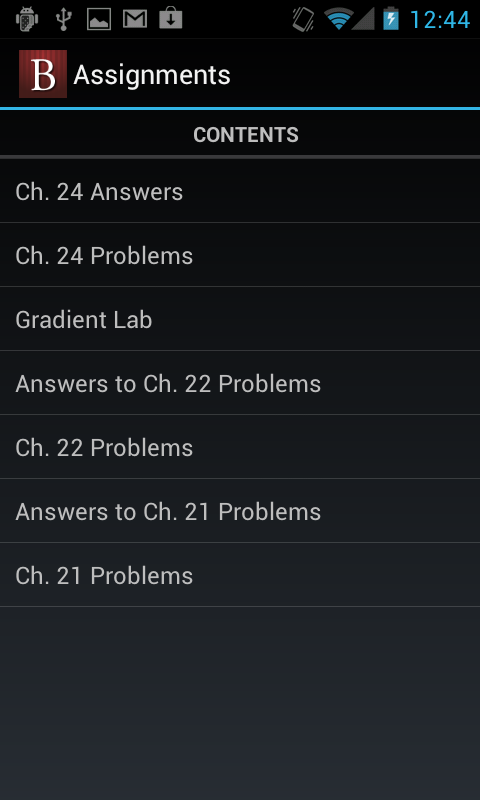 12:44
B Assignments
CONTENTS
Ch. 24 Answers
Ch. 24 Problems
Gradient Lab
Answers to Ch. 22 Problems
Ch. 22 Problems
Answers to Ch. 21 Problems
Ch. 21 Problems